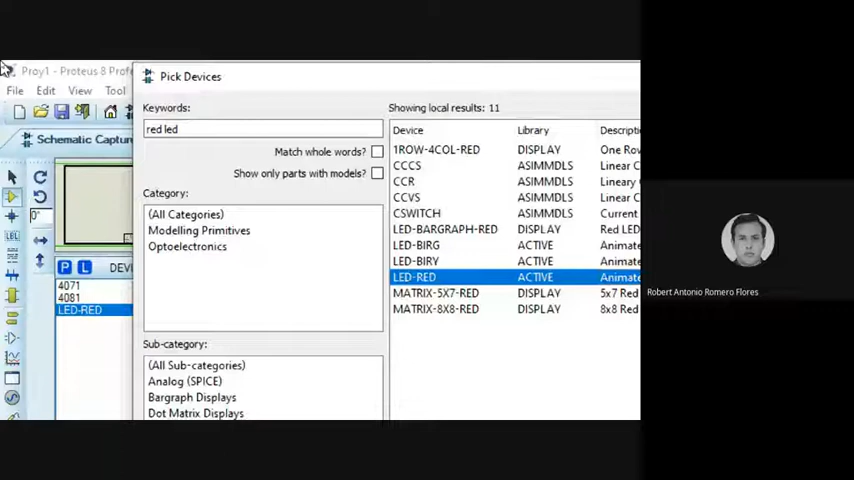 Proy1 - Proteus 8 Profe
File Edit View Tool
Schematic Capture
0°
P L DEVI
4071
4081
LED-RED
LBL
Pick Devices
Keywords:
red led
Match whole words?
Show only parts with models?
Category:
(All Categories)
Modelling Primitives
Optoelectronics
Sub-category:
(All Sub-categories)
Analog (SPICE)
Bargraph Displays
Dot Matrix Displays
Showing local results: 11
Device Library Descripti
1ROW-4COL-RED DISPLAY One Row
CCCS ASIMMDLS Linear C
CCR ASIMMDLS Lineary C
CCVS ASIMMDLS Linear C
CSWITCH ASIMMDLS Current
LED-BARGRAPH-RED DISPLAY Red LED
LED-BIRG ACTIVE Animate
LED-BIRY ACTIVE Animate
LED-RED ACTIVE Animate
MATRIX-5X7-RED DISPLAY 5x7 Red
MATRIX-8X8-RED DISPLAY 8x8 Red
Robert Antonio Romero Flores